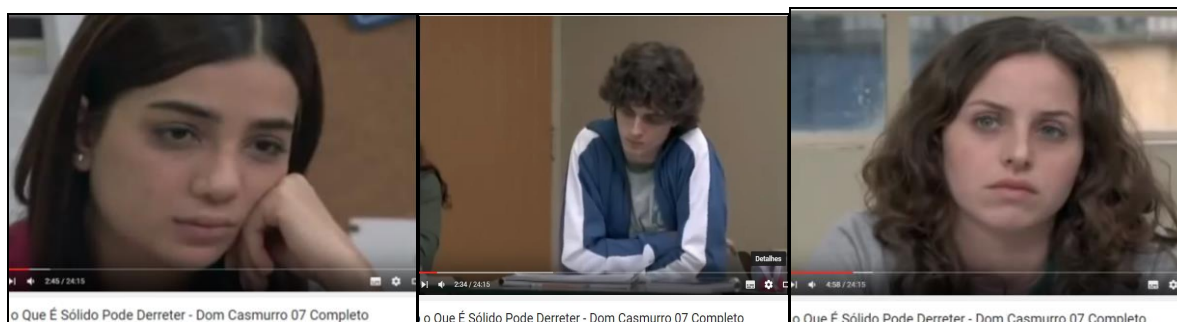 2:45 / 24:15
o Que É Sólido Pode Derreter - Dom Casmurro 07 Completo
Detalhes
2:34 / 24:15
o Que É Sólido Pode Derreter - Dom Casmurro 07 Completo
4:58 / 24:15
o Que É Sólido Pode Derreter - Dom Casmurro 07 Completo